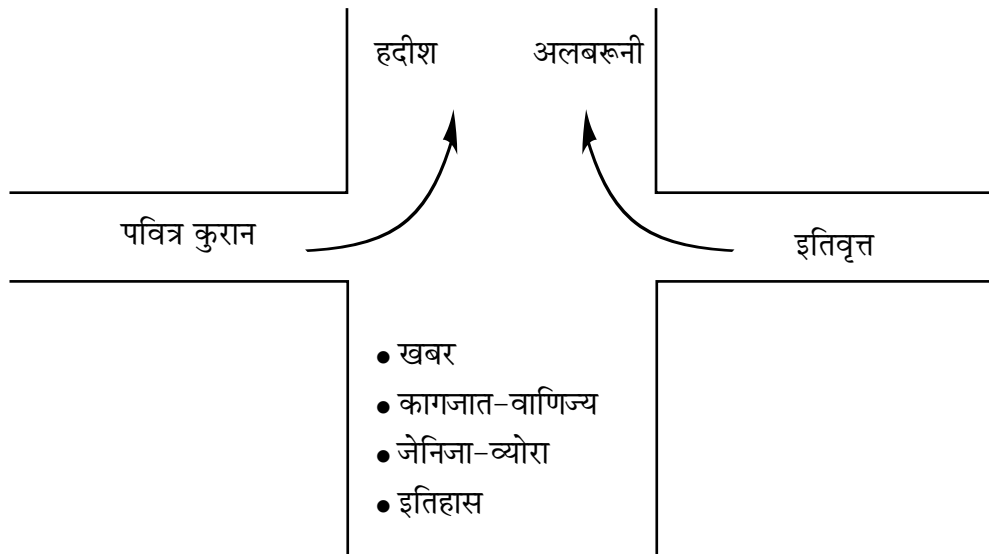 हदीश अलबरूनी
पवित्र कुरान इतिवृत्त
• खबर
• कागजात-वाणिज्य
• जेनिजा-व्योरा
• इतिहास